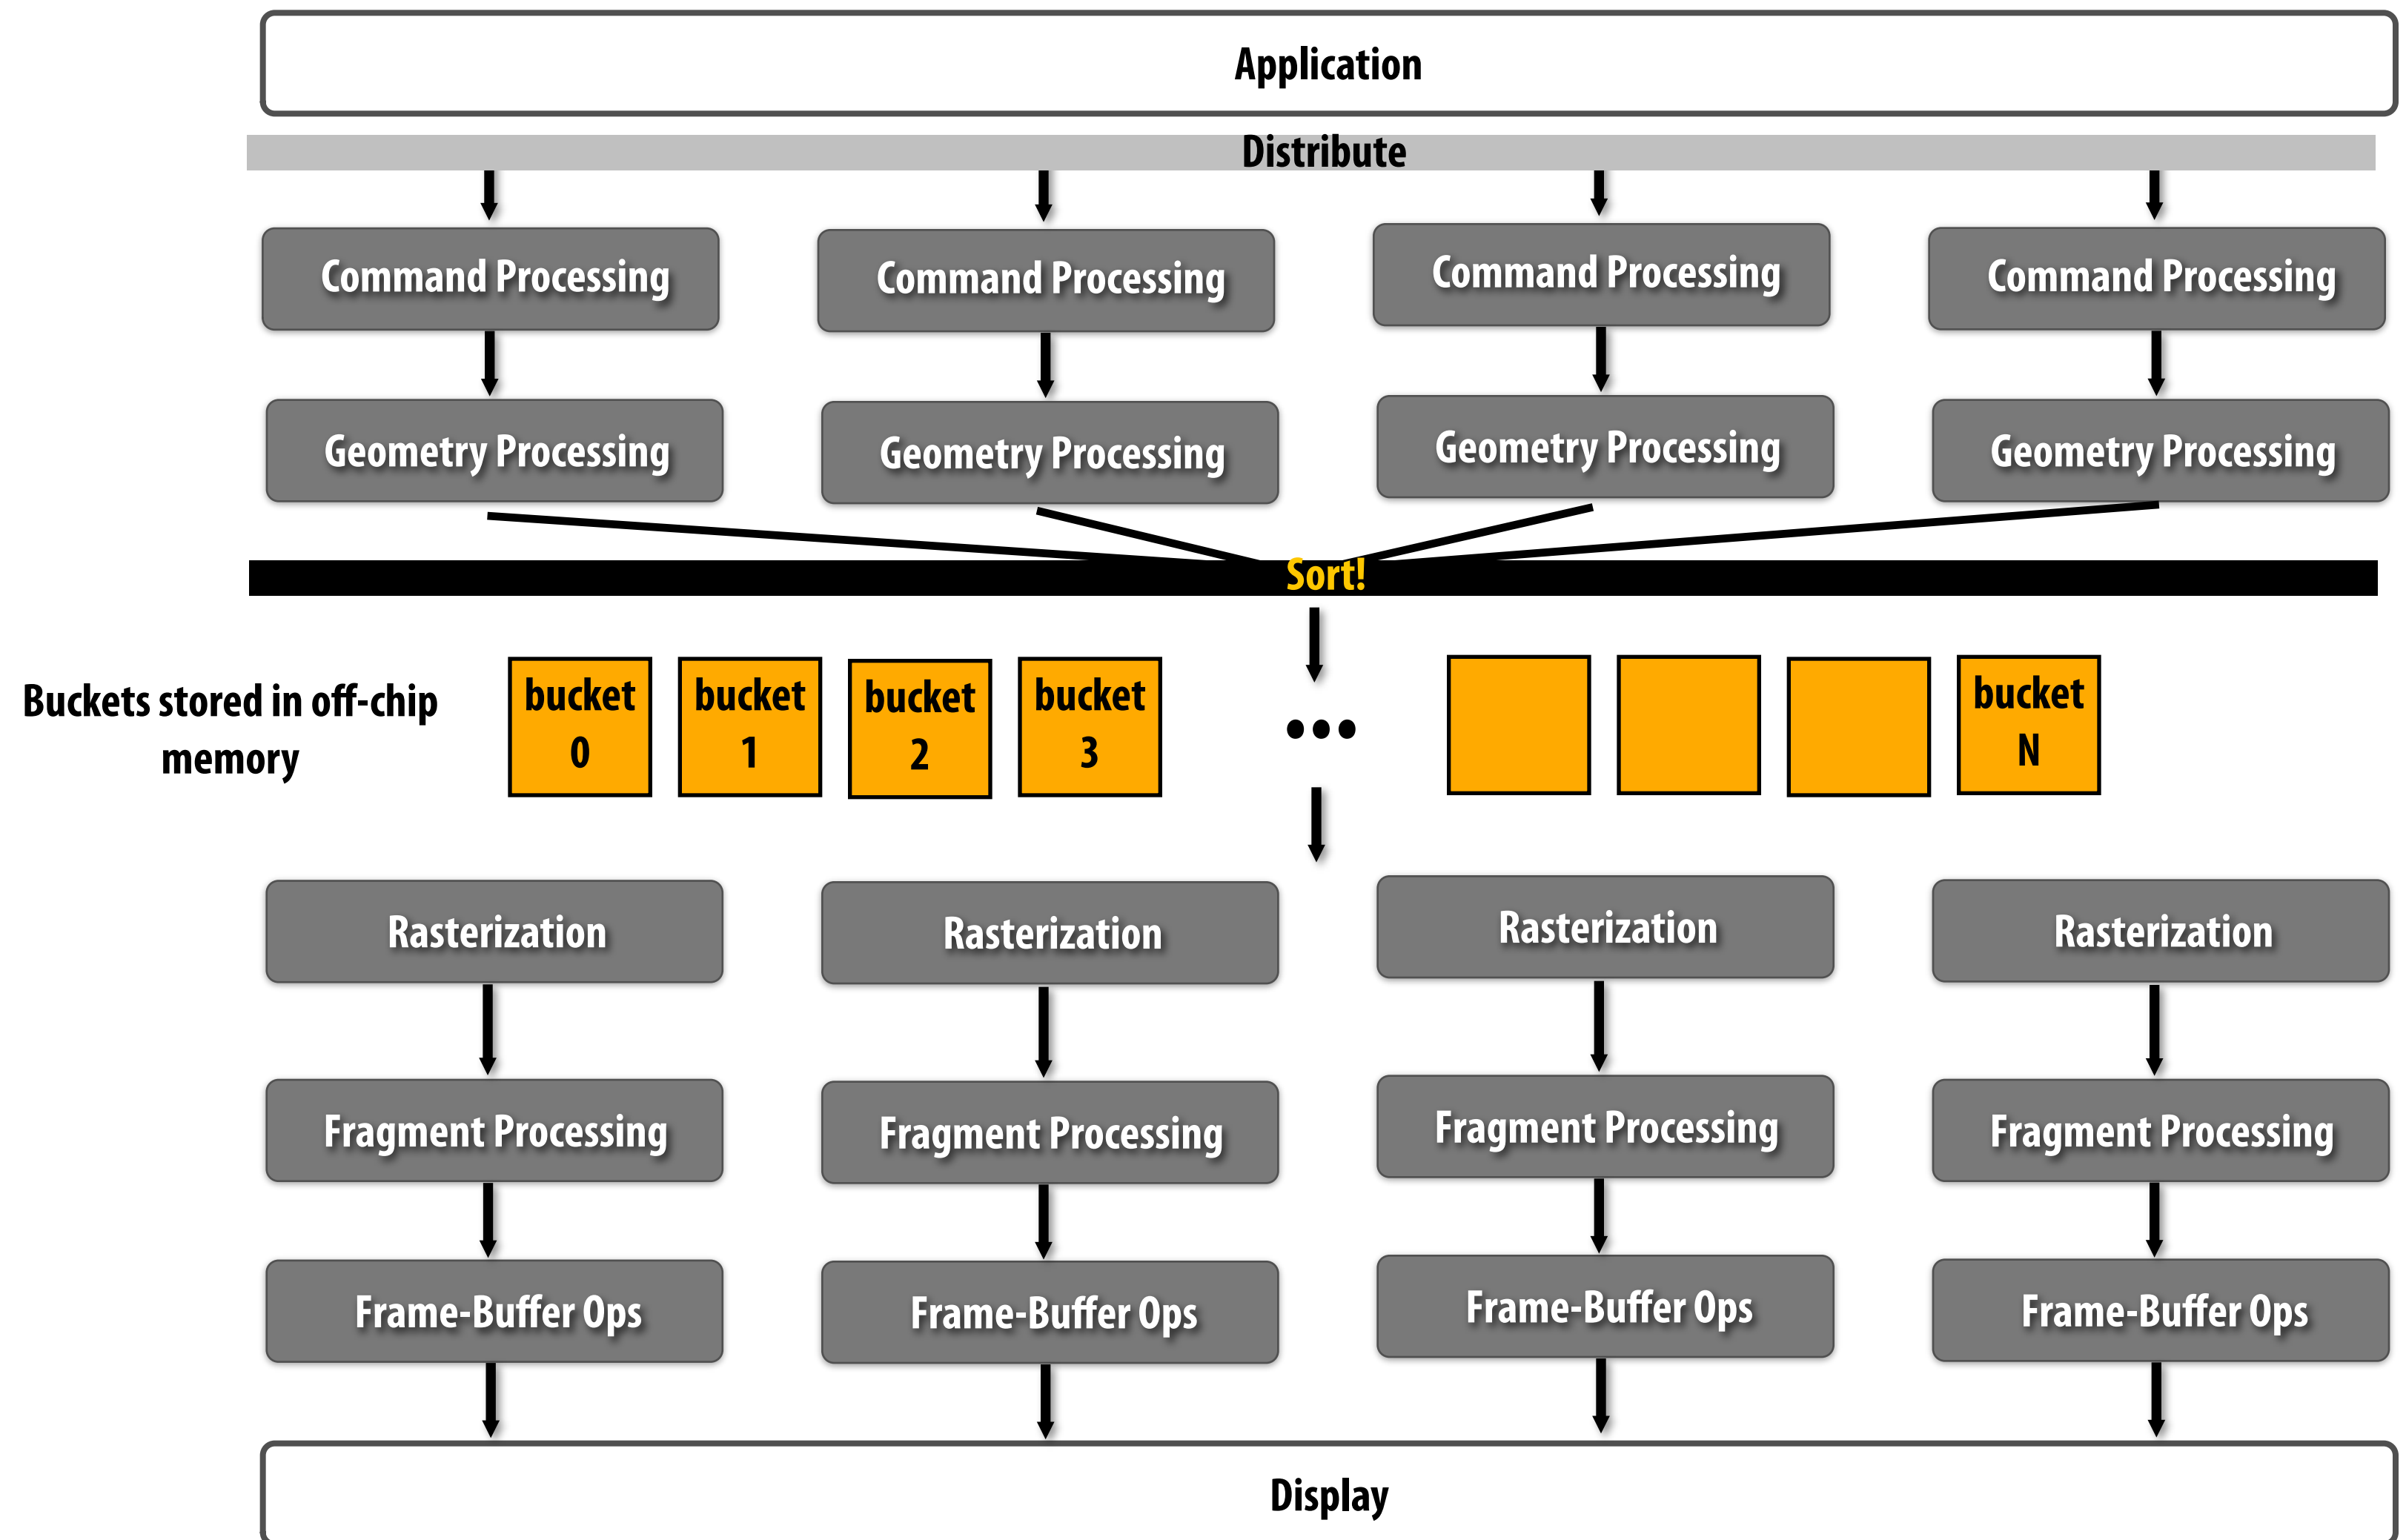 Application
Distribute
Command Processing
Command Processing
Command Processing
Command Processing
Geometry Processing
Geometry Processing
Geometry Processing
Geometry Processing
Sort!
Buckets stored in off-chip
memory
bucket
0
bucket
1
bucket
2
bucket
3
•••
bucket
N
Rasterization
Rasterization
Rasterization
Rasterization
Fragment Processing
Fragment Processing
Fragment Processing
Fragment Processing
Frame-Buffer Ops
Frame-Buffer Ops
Frame-Buffer Ops
Frame-Buffer Ops
Display